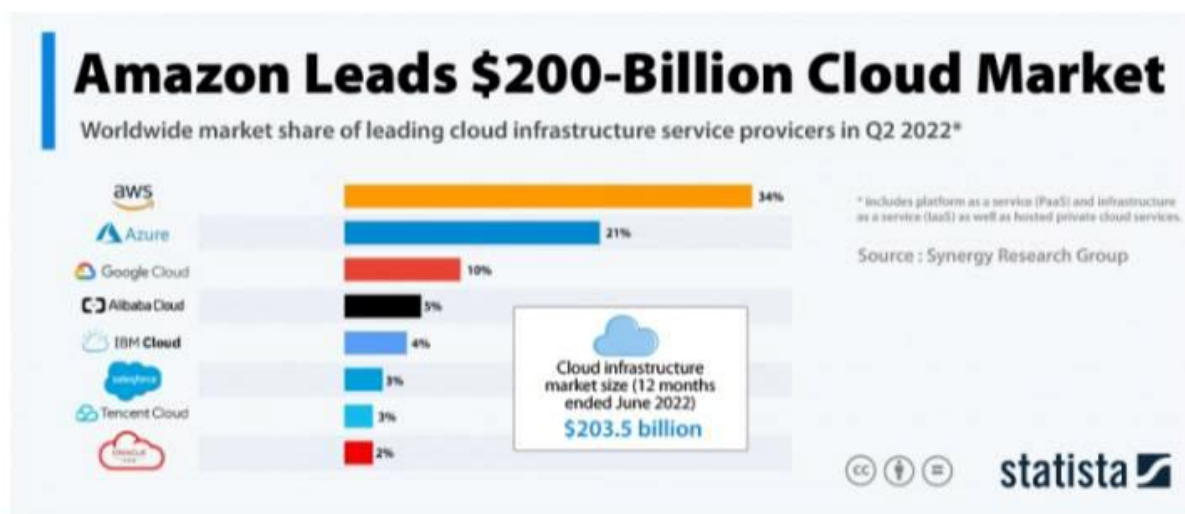 Amazon Leads $200-Billion Cloud Market
Worldwide market share of leading cloud infrastructure service provicers in Q2 2022*
aws
34%
Azure
21%
Google Cloud
10%
Alibaba Cloud
5%
IBM Cloud
4%
salesforce
3%
Tencent Cloud
3%
ORACLE
2%
* Includes platform as a service (PaaS) and infrastructure
as a service (IaaS) as well as hosted private cloud services.
Source : Synergy Research Group
Cloud infrastructure
market size (12 months
ended June 2022)
$203.5 billion
cc
statista